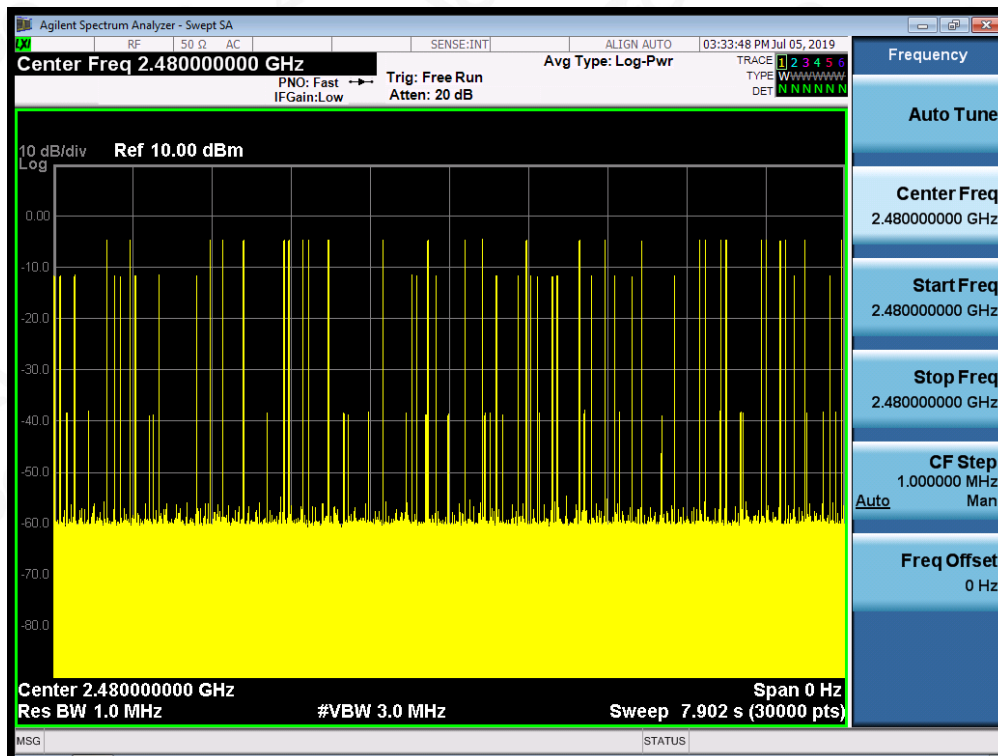 Agilent Spectrum Analyzer - Swept SA
LXI RF 50 Ω AC SENSE:INT ALIGN AUTO 03:33:48 PM Jul 05, 2019
Center Freq 2.480000000 GHz
PNO: Fast
IFGain:Low
Trig: Free Run
Atten: 20 dB
Avg Type: Log-Pwr
TRACE 1 2 3 4 5 6
TYPE WWWWWW
DET N N N N N N
10 dB/div Ref 10.00 dBm
Log
0.00
-10.0
-20.0
-30.0
-40.0
-50.0
-60.0
-70.0
-80.0
Center 2.480000000 GHz Span 0 Hz
Res BW 1.0 MHz #VBW 3.0 MHz Sweep 7.902 s (30000 pts)
MSG STATUS
Frequency
Auto Tune
Center Freq
2.480000000 GHz
Start Freq
2.480000000 GHz
Stop Freq
2.480000000 GHz
CF Step
1.000000 MHz
Auto Man
Freq Offset
0 Hz